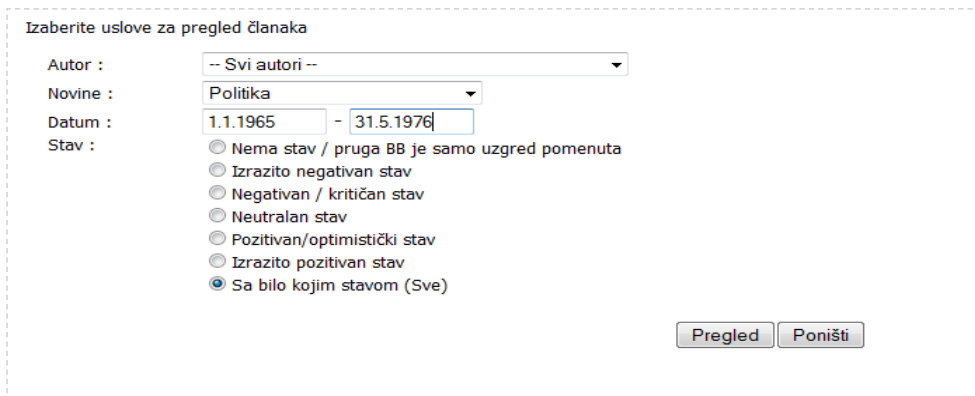 Izaberite uslove za pregled članaka
Autor : -- Svi autori --
Novine : Politika
Datum : 1.1.1965 - 31.5.1976
Stav : Nema stav / pruga BB je samo uzgred pomenuta
Izrazito negativan stav
Negativan / kritičan stav
Neutralan stav
Pozitivan/optimistički stav
Izrazito pozitivan stav
Sa bilo kojim stavom (Sve)
Pregled Poništi